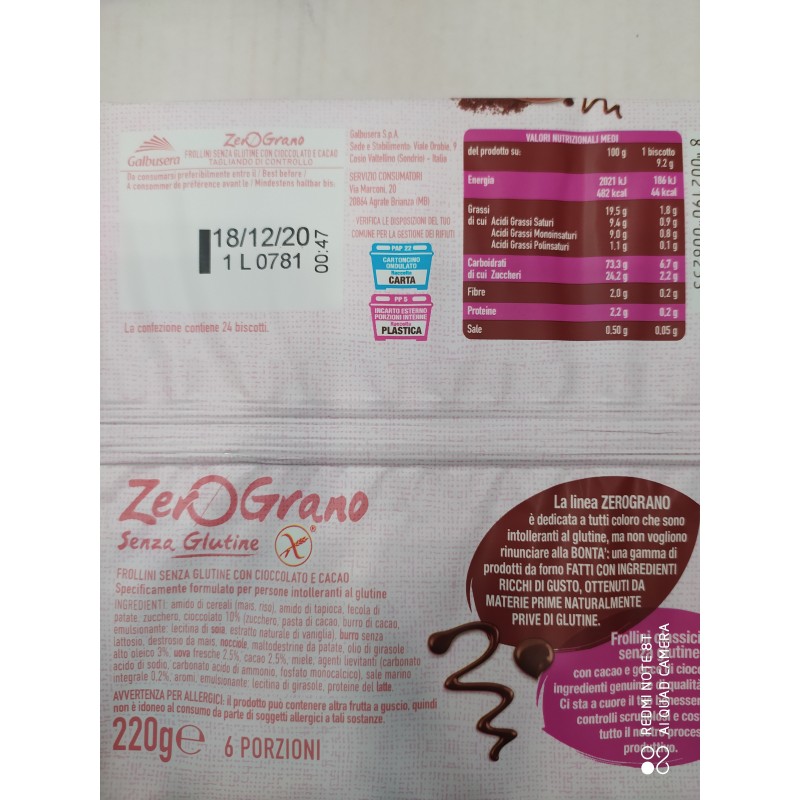 Galbusera
ZerOGrano
FROLLINI SENZA GLUTINE CON CIOCCOLATO E CACAO
TAGLIANDO DI CONTROLLO
Da consumarsi preferibilmente entro il / Best before /
A consommer de préférence avant le / Mindestens haltbar bis:
18/12/20
1 L 0781
00:47
La confezione contiene 24 biscotti.
Galbusera S.p.A.
Sede e Stabilimento: Viale Orobie, 9
Cosio Valtellino (Sondrio) - Italia
SERVIZIO CONSUMATORI
Via Marconi, 20
20864 Agrate Brianza (MB)
VERIFICA LE DISPOSIZIONI DEL TUO
COMUNE PER LA GESTIONE DEI RIFIUTI
PAP 22
CARTONCINO
ONDULATO
Raccolta
CARTA
PP 5
INCARTO ESTERNO
PORZIONI INTERNE
Raccolta
PLASTICA
VALORI NUTRIZIONALI MEDI
del prodotto su: 100 g 1 biscotto
9.2 g
Energia 2021 kJ 186 kJ
482 kcal 44 kcal
Grassi 19,5 g 1,8 g
di cui Acidi Grassi Saturi 9,4 g 0,9 g
Acidi Grassi Monoinsaturi 9,0 g 0,8 g
Acidi Grassi Polinsaturi 1,1 g 0,1 g
Carboidrati 73,3 g 6,7 g
di cui Zuccheri 24,2 g 2,2 g
Fibre 2,0 g 0,2 g
Proteine 2,2 g 0,2 g
Sale 0,50 g 0,05 g
ZerOGrano
Senza Glutine
FROLLINI SENZA GLUTINE CON CIOCCOLATO E CACAO
Specificamente formulato per persone intolleranti al glutine
INGREDIENTI: amido di cereali (mais, riso), amido di tapioca, fecola di
patate, zucchero, cioccolato 10% (zucchero, pasta di cacao, burro di cacao,
emulsionante: lecitina di soia, estratto naturale di vaniglia), burro senza
lattosio, destrosio da mais, nocciole, maltodestrine da patate, olio di girasole
alto oleico 3%, uova fresche 2,5%, cacao 2,5%, miele, agenti lievitanti (carbonato
acido di sodio, carbonato acido di ammonio, fosfato monocalcico), sale marino
integrale 0,2%, aromi, emulsionante: lecitina di girasole, proteine del latte.
AVVERTENZA PER ALLERGICI: il prodotto può contenere altra frutta a guscio, quindi
non è idoneo al consumo da parte di soggetti allergici a tali sostanze.
220g e 6 PORZIONI
La linea ZEROGRANO
è dedicata a tutti coloro che sono
intolleranti al glutine, ma non vogliono
rinunciare alla BONTA': una gamma di
prodotti da forno FATTI CON INGREDIENTI
RICCHI DI GUSTO, OTTENUTI DA
MATERIE PRIME NATURALMENTE
PRIVE DI GLUTINE.
Frollini
con cacao e
ingredienti
Ci sta a cuore il
controlli
tutto il
REDMI NOTE 8T
AI QUAD CAMERA